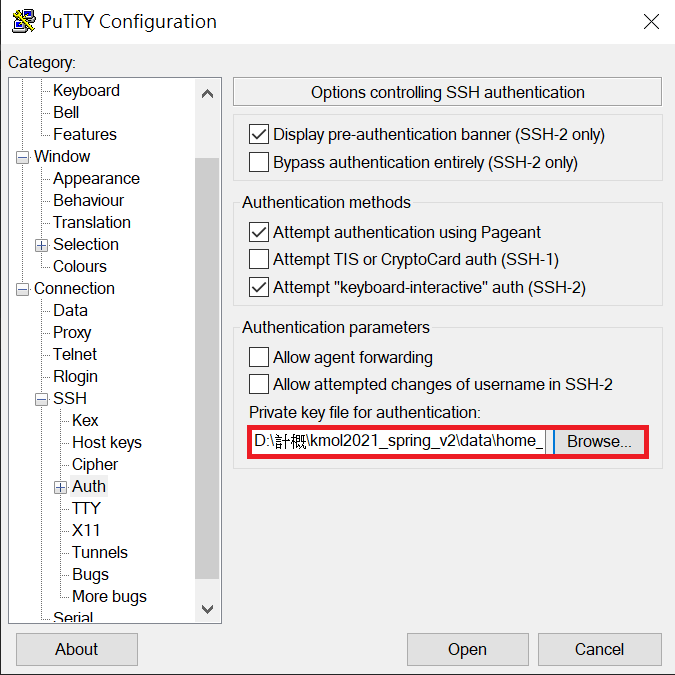 PuTTY Configuration
Category:
Keyboard
Bell
Features
Window
Appearance
Behaviour
Translation
Selection
Colours
Connection
Data
Proxy
Telnet
Rlogin
SSH
Kex
Host keys
Cipher
Auth
TTY
X11
Tunnels
Bugs
More bugs
Serial
Options controlling SSH authentication
Display pre-authentication banner (SSH-2 only)
Bypass authentication entirely (SSH-2 only)
Authentication methods
Attempt authentication using Pageant
Attempt TIS or CryptoCard auth (SSH-1)
Attempt "keyboard-interactive" auth (SSH-2)
Authentication parameters
Allow agent forwarding
Allow attempted changes of username in SSH-2
Private key file for authentication:
D:\計概\kmol2021_spring_v2\data\home_ Browse...
About Open Cancel